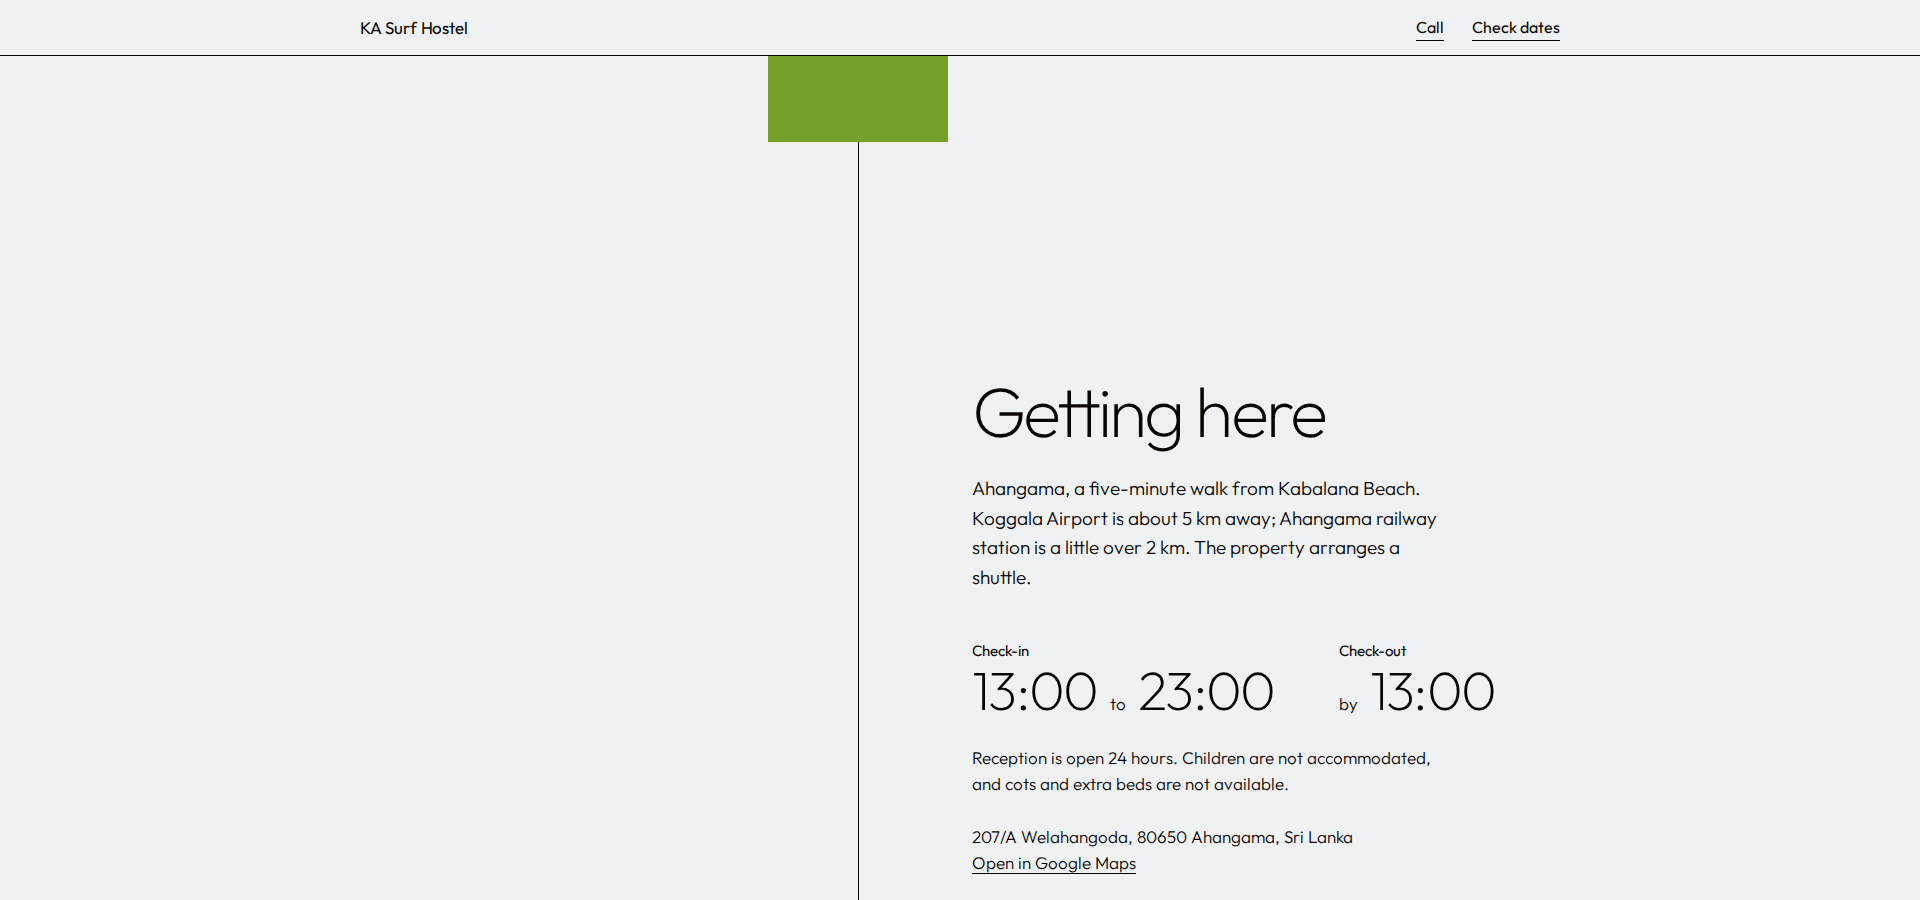 KA Surf Hostel
Call
Check dates
Getting here
Ahangama, a five-minute walk from Kabalana Beach.
Koggala Airport is about 5 km away; Ahangama railway
station is a little over 2 km. The property arranges a
shuttle.
Check-in
13:00 to 23:00
Check-out
by 13:00
Reception is open 24 hours. Children are not accommodated,
and cots and extra beds are not available.
207/A Welahangoda, 80650 Ahangama, Sri Lanka
Open in Google Maps